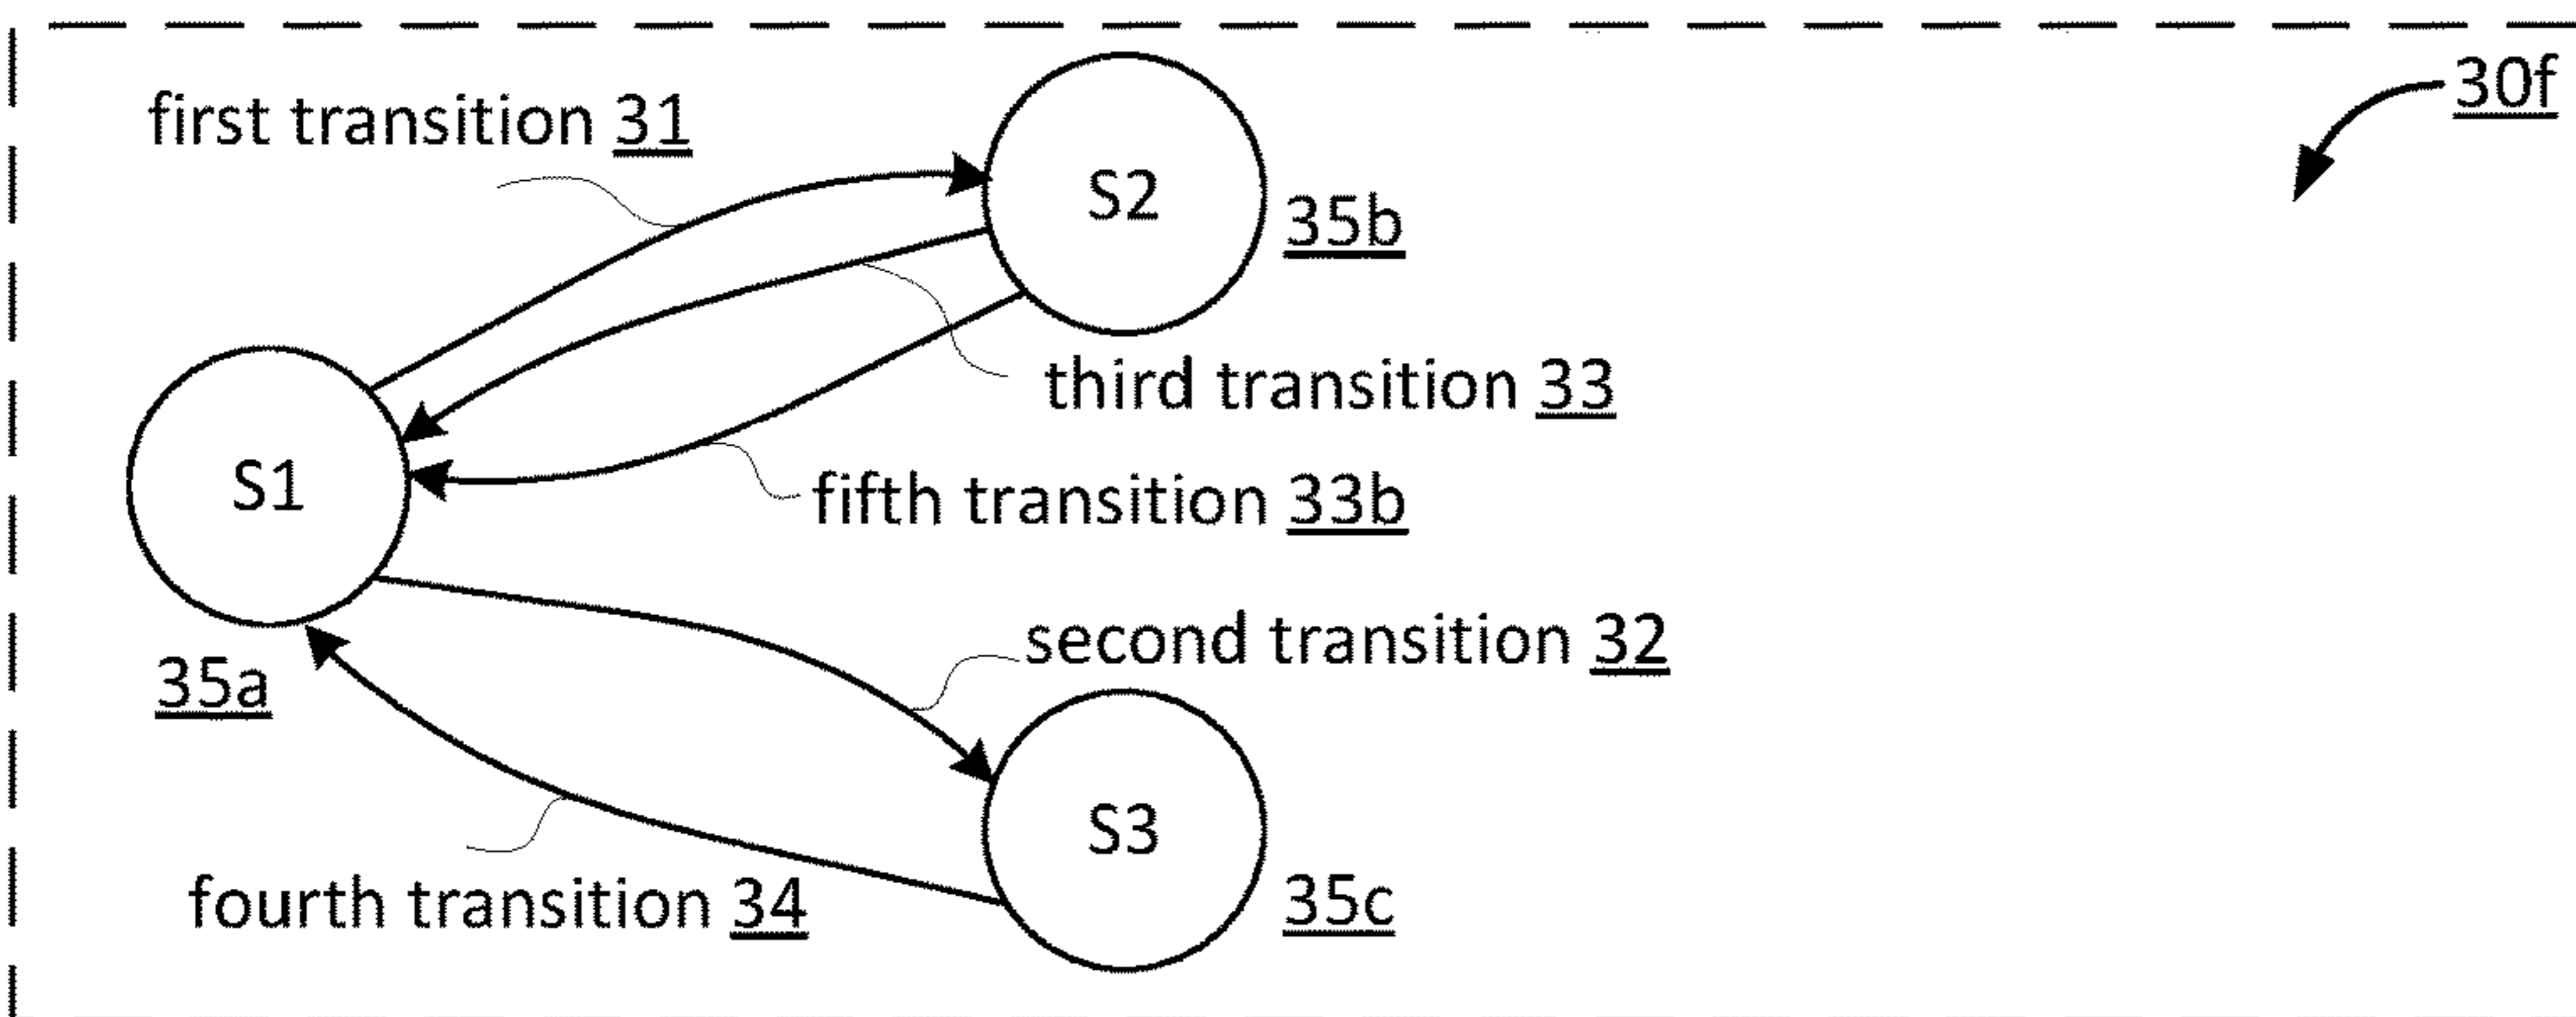 30f
first transition 31
S2
35b
third transition 33
S1
fifth transition 33b
second transition 32
35a
S3
fourth transition 34
35c